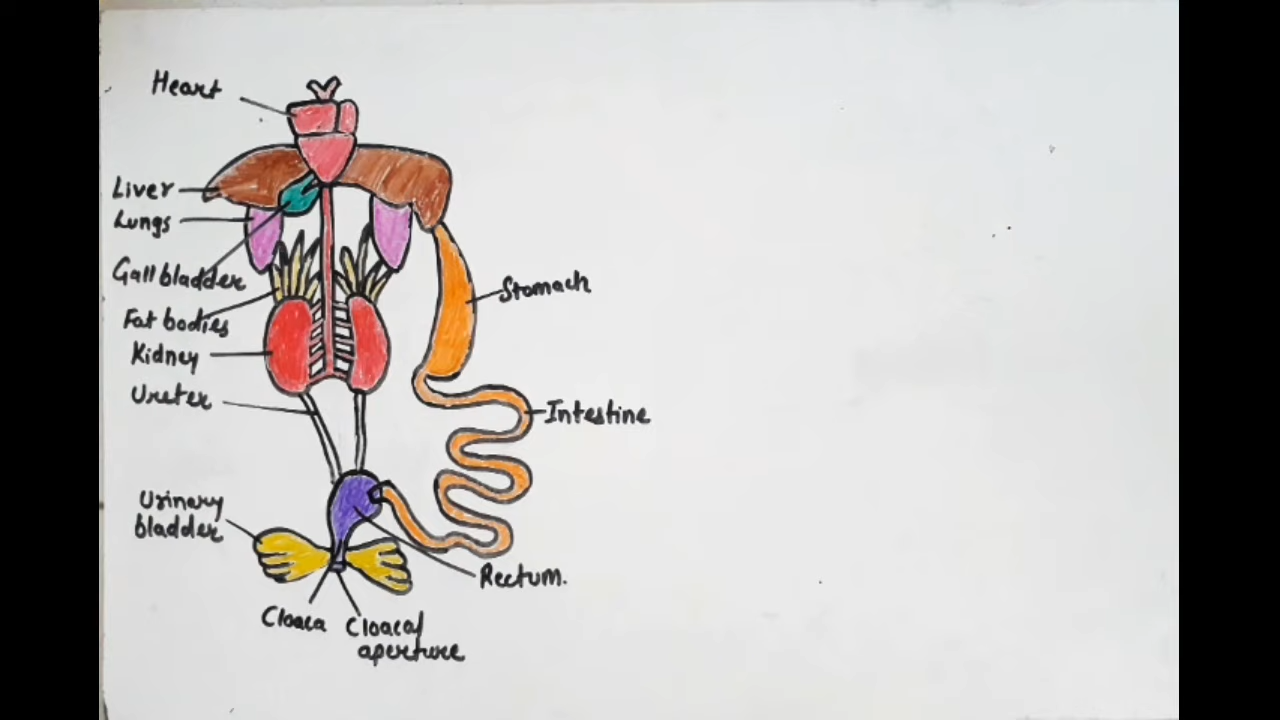 Heart
Liver
Lungs
Gall bladder
Fat bodies
Kidney
Ureter
Urinary
bladder
Cloaca
Cloacal
aperture
Stomach
Intestine
Rectum.